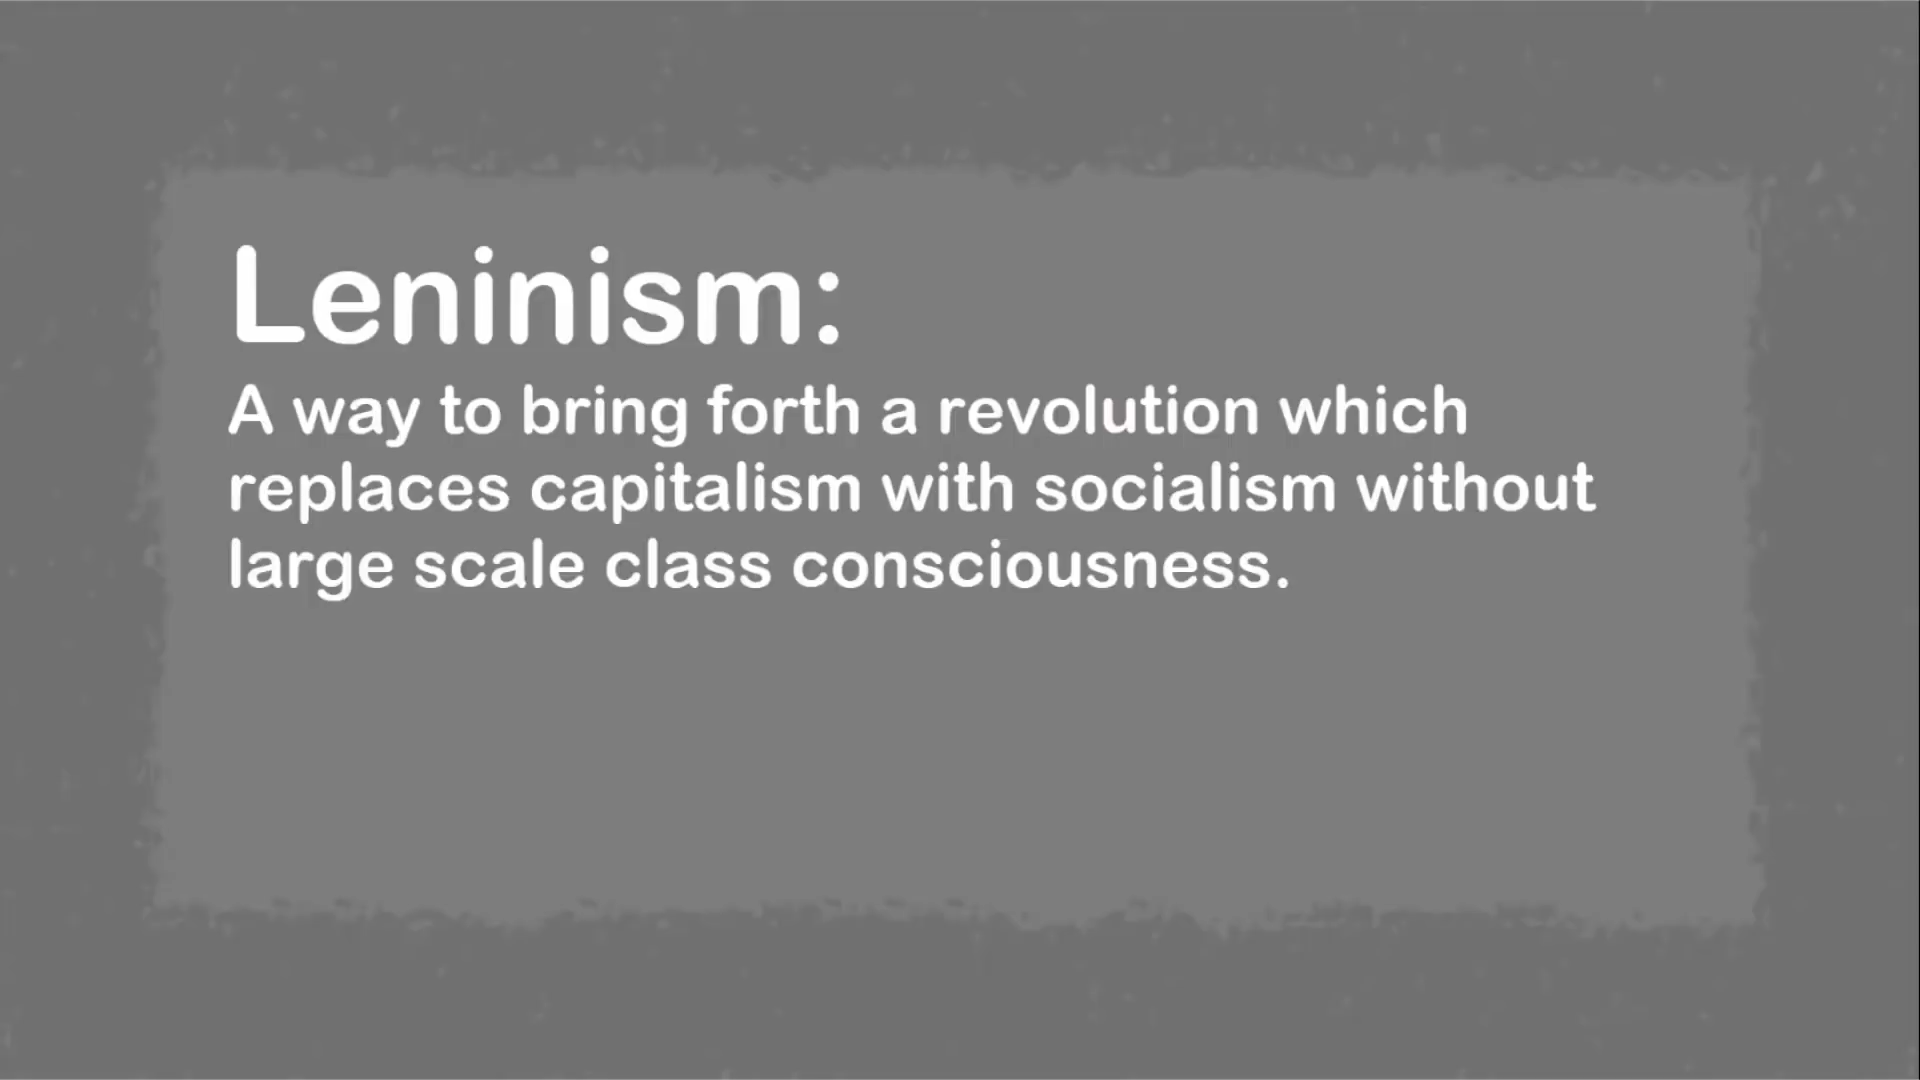 Leninism:
A way to bring forth a revolution which
replaces capitalism with socialism without
large scale class consciousness.